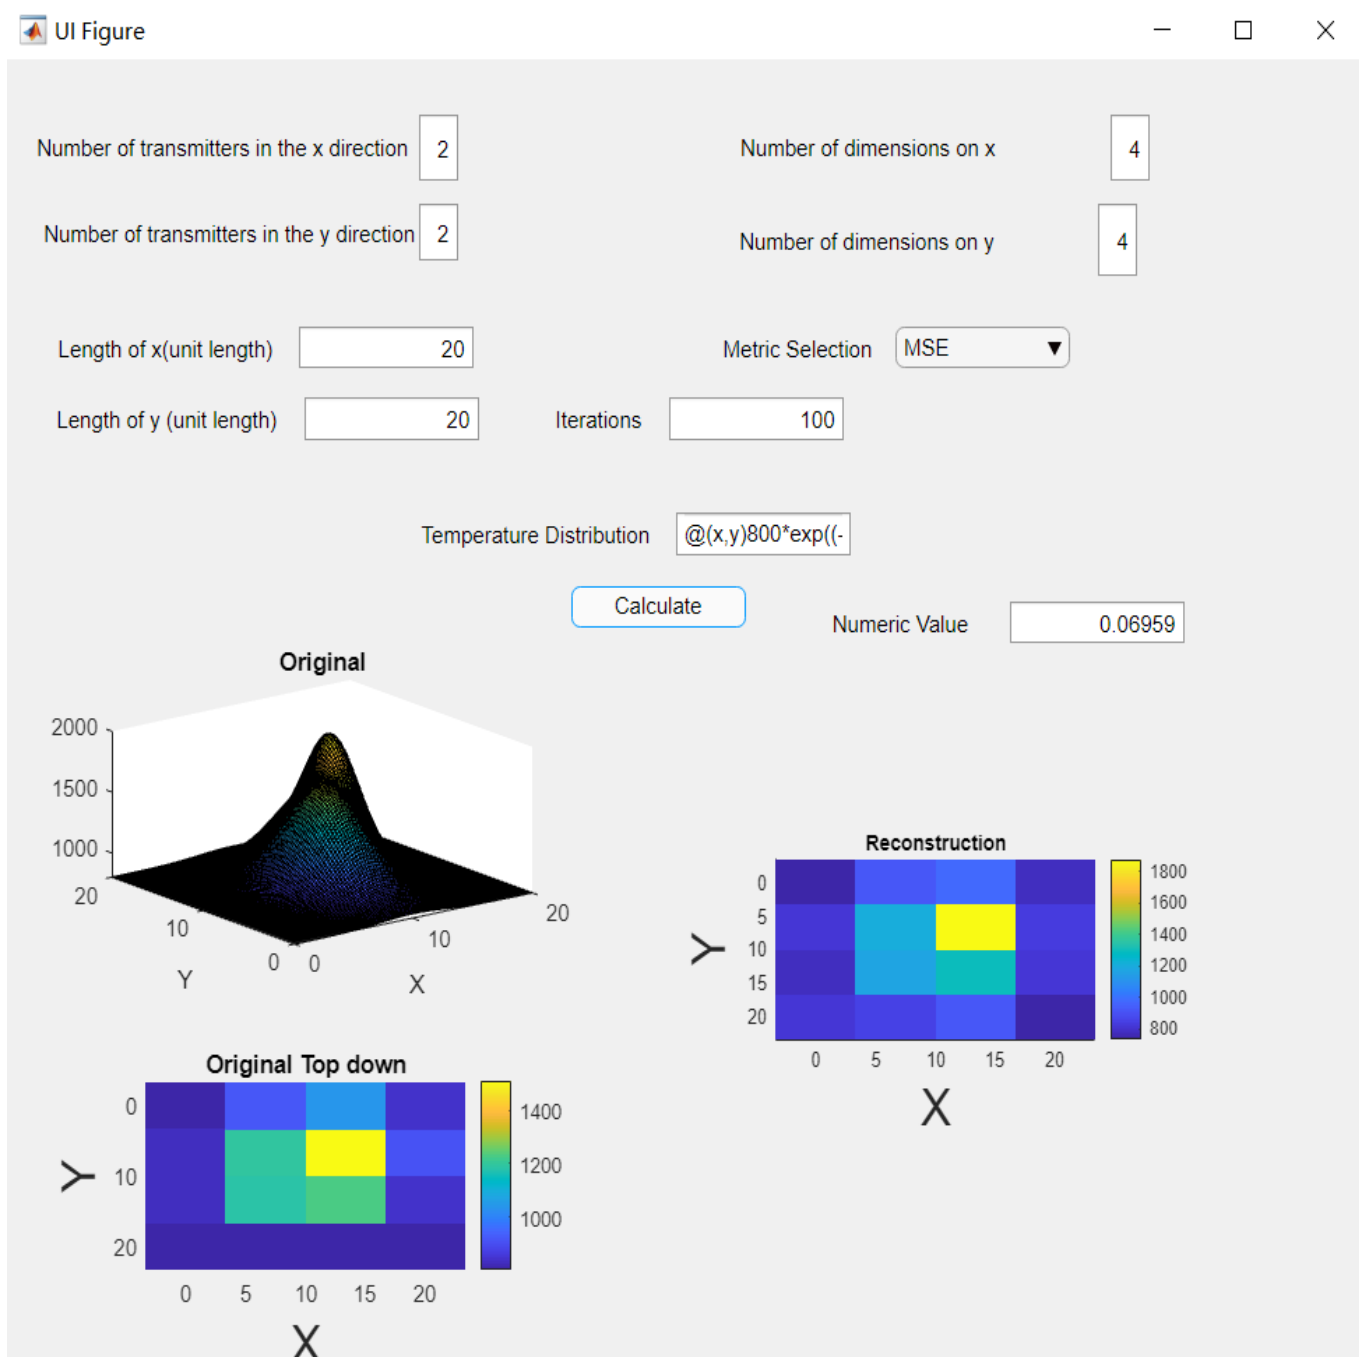 UI Figure
Number of transmitters in the x direction 2
Number of dimensions on x 4
Number of transmitters in the y direction 2
Number of dimensions on y 4
Length of x(unit length) 20
Metric Selection MSE
Length of y (unit length) 20
Iterations 100
Temperature Distribution @(x,y)800*exp((-
Calculate
Numeric Value 0.06959
Original
2000
1500
1000
20
10
0
0
10
20
Y
X
Reconstruction
0
5
10
15
20
Y
0 5 10 15 20
X
1800
1600
1400
1200
1000
800
Original Top down
0
10
20
Y
0 5 10 15 20
X
1400
1200
1000